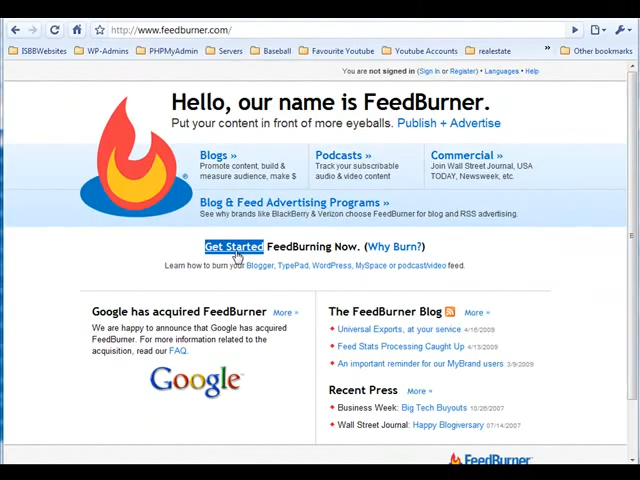 http://www.feedburner.com/
ISBBWebsites WP-Admins PHPMyAdmin Servers Baseball Favourite Youtube Youtube Accounts realestate » Other bookmarks
You are not signed in (Sign In or Register) · Languages · Help
Hello, our name is FeedBurner.
Put your content in front of more eyeballs. Publish + Advertise
Blogs » Podcasts » Commercial »
Promote content, build & Track your subscribable Join Wall Street Journal, USA
measure audience, make $ audio & video content TODAY, Newsweek, etc.
®
Blog & Feed Advertising Programs »
See why brands like BlackBerry & Verizon choose FeedBurner for blog and RSS advertising.
Get Started FeedBurning Now. (Why Burn?)
Learn how to burn your Blogger, TypePad, WordPress, MySpace or podcast/video feed.
Google has acquired FeedBurner More »
We are happy to announce that Google has acquired
FeedBurner. For more information related to the
acquisition, read our FAQ.
Google
The FeedBurner Blog More »
Universal Exports, at your service 4/16/2009
Feed Stats Processing Caught Up 4/13/2009
An important reminder for our MyBrand users 3/9/2009
Recent Press More »
Business Week: Big Tech Buyouts 10/26/2007
Wall Street Journal: Happy Blogiversary 07/14/2007
FeedBurner